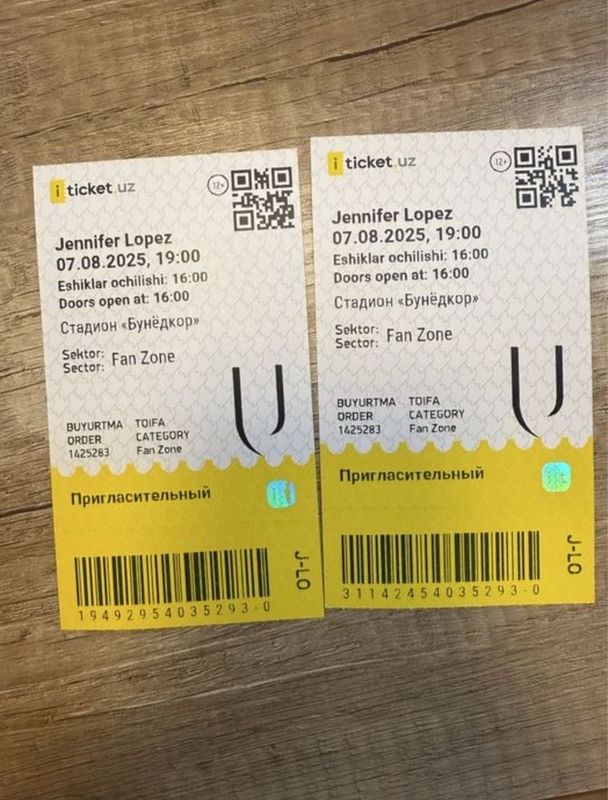 iticket.uz
12+
Jennifer Lopez
07.08.2025, 19:00
Eshiklar ochilishi: 16:00
Doors open at: 16:00
Стадион «Бунёдкор»
Sektor:
Sector: Fan Zone
BUYURTMA TOIFA
ORDER CATEGORY
1425283 Fan Zone
Пригласительный
J-LO
19492954035293-0
iticket.uz
12+
Jennifer Lopez
07.08.2025, 19:00
Eshiklar ochilishi: 16:00
Doors open at: 16:00
Стадион «Бунёдкор»
Sektor:
Sector: Fan Zone
BUYURTMA TOIFA
ORDER CATEGORY
1425283 Fan Zone
Пригласительный
J-LO
31142454035293-0